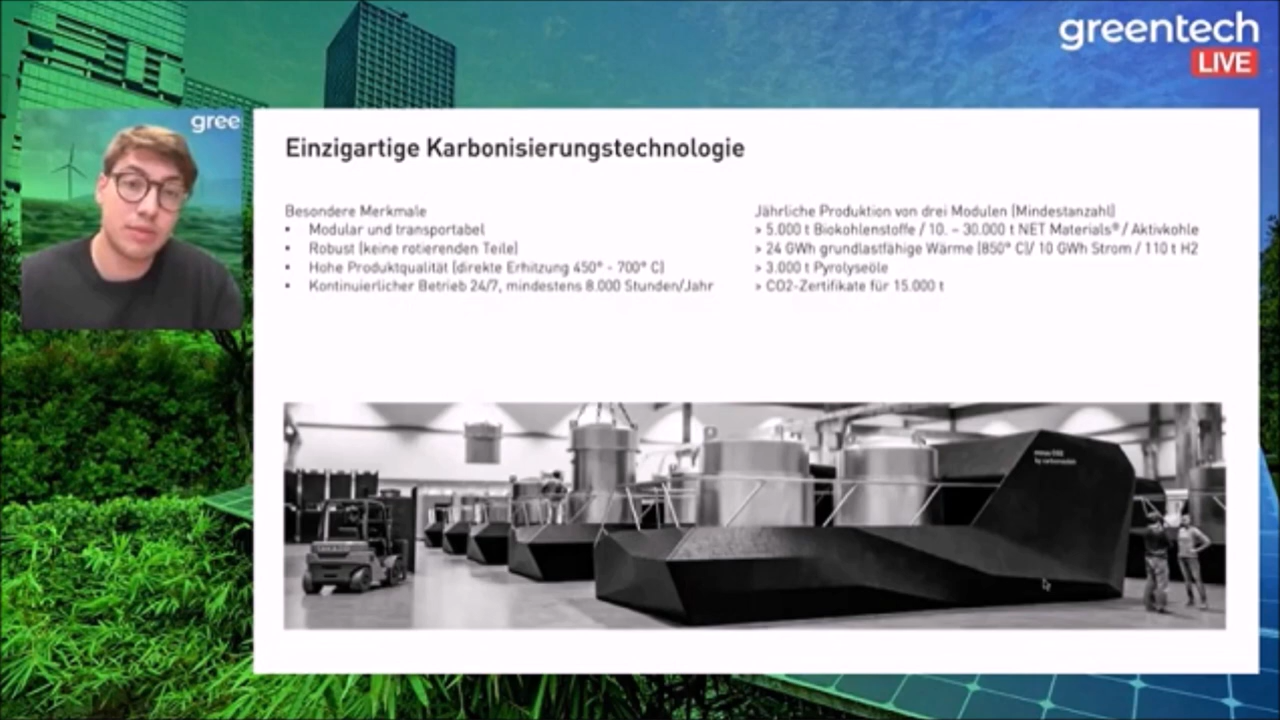 greentech
LIVE
gree
Einzigartige Karbonisierungstechnologie
Besondere Merkmale
• Modular und transportabel
• Robust (keine rotierenden Teile)
• Hohe Produktqualität (direkte Erhitzung 450° - 700° C)
• Kontinuierlicher Betrieb 24/7, mindestens 8.000 Stunden/Jahr
Jährliche Produktion von drei Modulen (Mindestanzahl)
> 5.000 t Biokohlenstoffe / 10. – 30.000 t NET Materials® / Aktivkohle
> 24 GWh grundlastfähige Wärme (850° C)/ 10 GWh Strom / 110 t H2
> 3.000 t Pyrolyseöle
> CO2-Zertifikate für 15.000 t